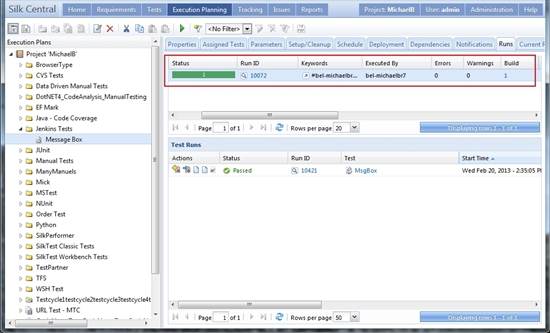 Silk Central Home Requirements Tests Execution Planning Tracking Issues Reports Project: MichaelB User: admin Administration Help
<No Filter>
Execution Plans
Properties Assigned Tests Parameters Setup/Cleanup Schedule Deployment Dependencies Notifications Runs Current R
Project 'MichaelB'
BrowserType
CVS Tests
Data Driven Manual Tests
DotNET4_CodeAnalysis_ManualTesting
EF Mark
Java - Code Coverage
Jenkins Tests
Message Box
JUnit
Manual Tests
ManyManuels
Mick
MSTest
NUnit
Order Test
Python
SilkPerformer
SilkTest Classic Tests
SilkTest Workbench Tests
TestPartner
TFS
WSH Test
Testcycle1testcycle2testcycle3testcycle4t
URL Test - MTC
Status Run ID Keywords Executed By Errors Warnings Build
1 10072 #bel-michaelbr... bel-michaelbr7 0 0 1
Page 1 of 1 Rows per page 20 Displaying rows 1 - 1 of 1
Test Runs
Actions Status Run ID Test Start Time
Passed 10421 MsgBox Wed Feb 20, 2013 - 2:35:05 P
Page 1 of 1 Rows per page 50 Displaying rows 1 - 1 of 1